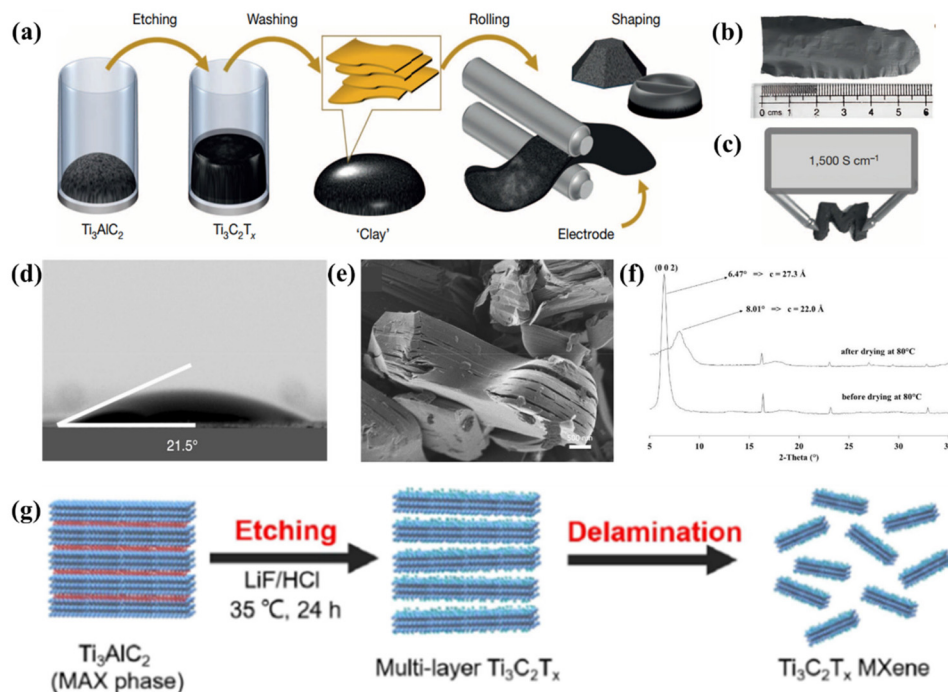 (a)
Etching
Washing
Rolling
Shaping
Ti₃AlC₂
Ti₃C₂Tₓ
'Clay'
Electrode
(b)
0 cms 1 2 3 4 5 6
(c)
1,500 S cm⁻¹
(d)
21.5°
(e)
(f)
(0 0 2)
6.47° => c = 27.3 Å
8.01° => c = 22.0 Å
after drying at 80°C
before drying at 80°C
5 10 15 20 25 30
2-Theta (°)
(g)
Etching
LiF/HCl
35 ℃, 24 h
Delamination
Ti₃AlC₂
(MAX phase)
Multi-layer Ti₃C₂Tₓ
Ti₃C₂Tₓ MXene